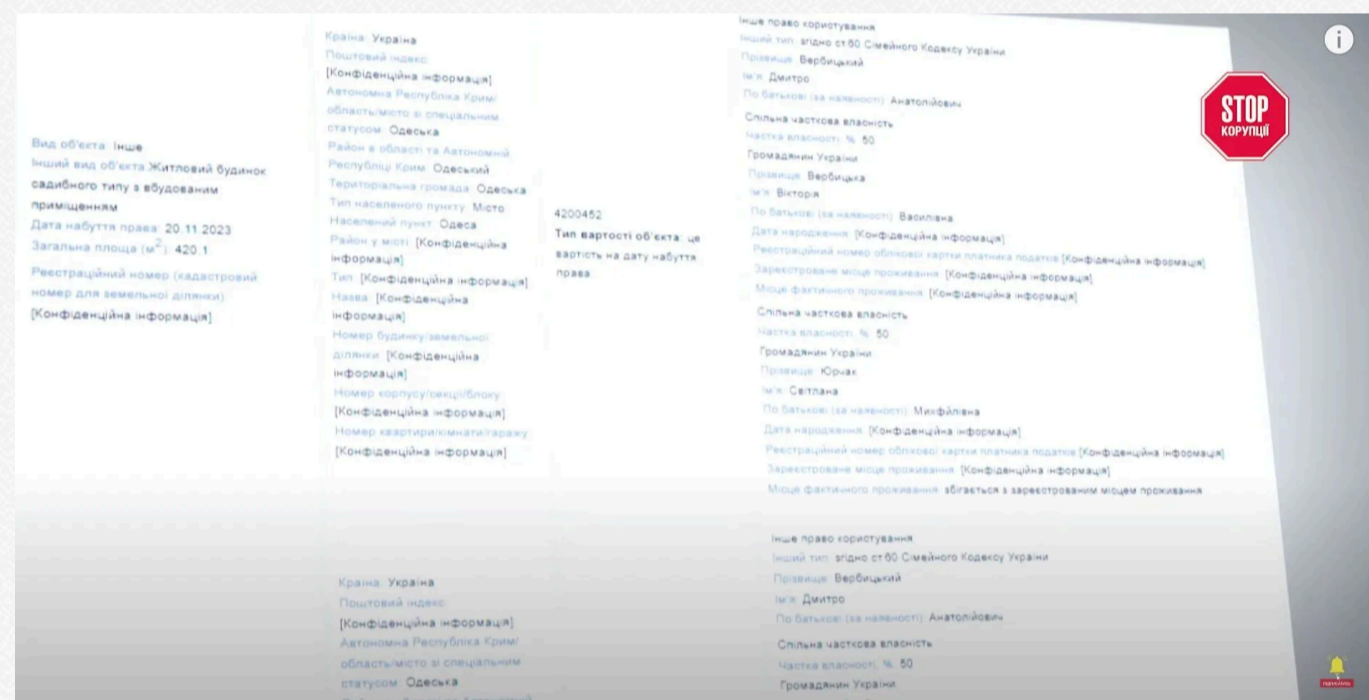 Вид об'єкта: Інше
Інший вид об'єкта: Житловий будинок
садибного типу з вбудованим
приміщенням
Дата набуття права: 20.11.2023
Загальна площа (м²): 420.1
Реєстраційний номер (кадастровий
номер для земельної ділянки):
[Конфіденційна інформація]
Країна: Україна
Поштовий індекс:
[Конфіденційна інформація]
Автономна Республіка Крим/
область/місто зі спеціальним
статусом: Одеська
Район в області та Автономній
Республіці Крим: Одеський
Територіальна громада: Одеська
Тип населеного пункту: Місто
Населений пункт: Одеса
Район у місті: [Конфіденційна
інформація]
Тип: [Конфіденційна інформація]
Назва: [Конфіденційна
інформація]
Номер будинку/земельної
ділянки: [Конфіденційна
інформація]
Номер корпусу/секції/блоку:
[Конфіденційна інформація]
Номер квартири/кімнати/гаражу:
[Конфіденційна інформація]
4200452
Тип вартості об'єкта: це
вартість на дату набуття
права
Інше право користування
Інший тип: згідно ст 60 Сімейного Кодексу України
Прізвище: Вербицький
Ім'я: Дмитро
По батькові (за наявності): Анатолійович
Спільна часткова власність
Частка власності, %: 50
Громадянин України
Прізвище: Вербицька
Ім'я: Вікторія
По батькові (за наявності): Василівна
Дата народження: [Конфіденційна інформація]
Реєстраційний номер облікової картки платника податків: [Конфіденційна інформація]
Зареєстроване місце проживання: [Конфіденційна інформація]
Місце фактичного проживання: [Конфіденційна інформація]
Спільна часткова власність
Частка власності, %: 50
Громадянин України
Прізвище: Юрчак
Ім'я: Світлана
По батькові (за наявності): Михайлівна
Дата народження: [Конфіденційна інформація]
Реєстраційний номер облікової картки платника податків: [Конфіденційна інформація]
Зареєстроване місце проживання: [Конфіденційна інформація]
Місце фактичного проживання: збігається з зареєстрованим місцем проживання
STOP
КОРУПЦІЇ
Країна: Україна
Поштовий індекс:
[Конфіденційна інформація]
Автономна Республіка Крим/
область/місто зі спеціальним
статусом: Одеська
Інше право користування
Інший тип: згідно ст 60 Сімейного Кодексу України
Прізвище: Вербицький
Ім'я: Дмитро
По батькові (за наявності): Анатолійович
Спільна часткова власність
Частка власності, %: 50
Громадянин України